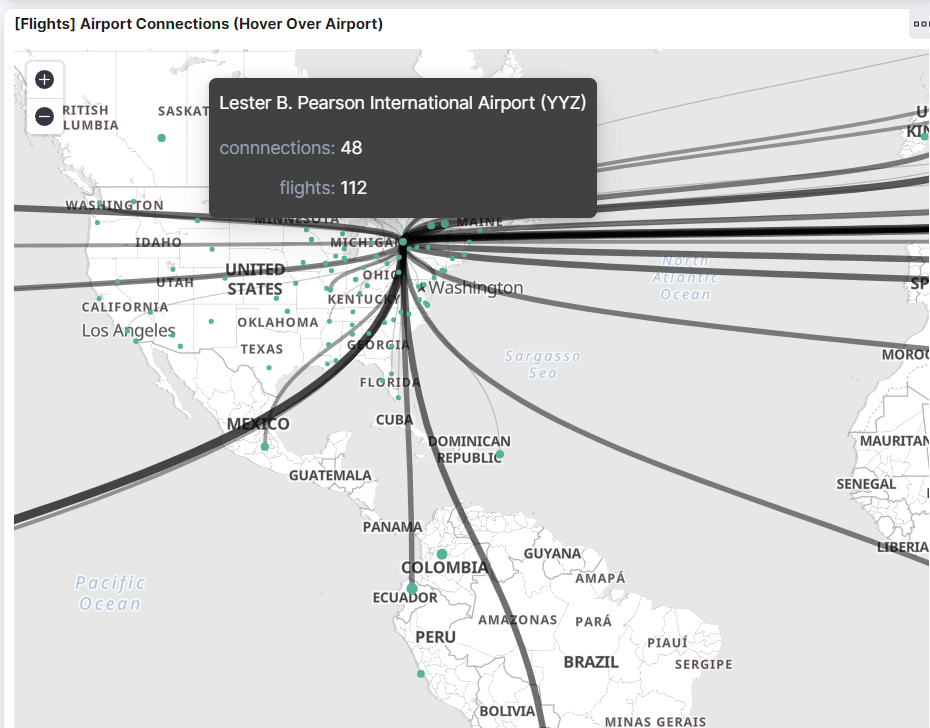 [Flights] Airport Connections (Hover Over Airport)
Lester B. Pearson International Airport (YYZ)
connnections: 48
flights: 112
RITISH
LUMBIA
SASKAT
WASHINGTON
MINNESOTA
MAINE
IDAHO
MICHIGAN
UNITED
STATES
UTAH
OHIO
KENTUCKY
Washington
CALIFORNIA
Los Angeles
OKLAHOMA
TEXAS
GEORGIA
FLORIDA
North
Atlantic
Ocean
Sargasso
Sea
U
KIN
SP
MOROC
MAURITAN
SENEGAL
LIBERIA
MEXICO
CUBA
DOMINICAN
REPUBLIC
GUATEMALA
PANAMA
GUYANA
COLOMBIA
AMAPÁ
ECUADOR
AMAZONAS
PARÁ
PERU
PIAUÍ
BRAZIL
SERGIPE
BOLIVIA
MINAS GERAIS
Pacific
Ocean